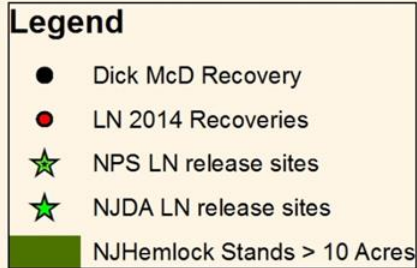 Legend
Dick McD Recovery
LN 2014 Recoveries
NPS LN release sites
NJDA LN release sites
NJHemlock Stands > 10 Acres